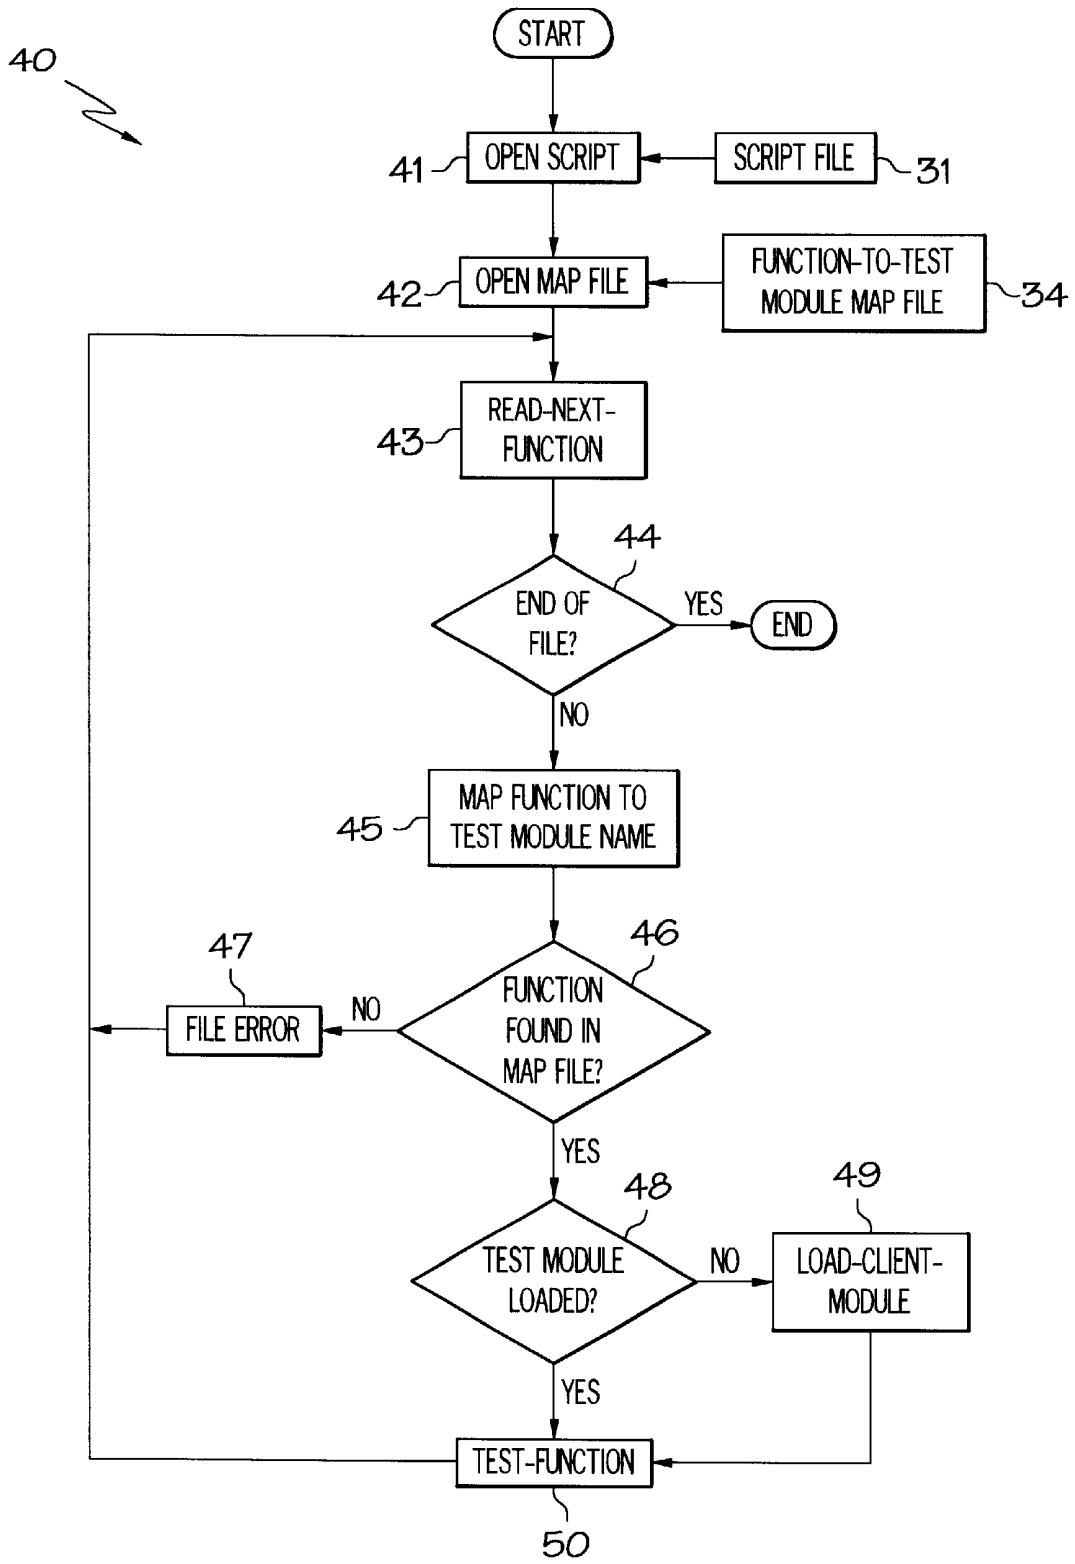 START
40
OPEN SCRIPT
SCRIPT FILE
41
31
OPEN MAP FILE
FUNCTION-TO-TEST
MODULE MAP FILE
42
34
READ-NEXT-
FUNCTION
43
44
END OF
FILE?
YES
END
NO
MAP FUNCTION TO
TEST MODULE NAME
45
46
47
FUNCTION
FOUND IN
MAP FILE?
NO
FILE ERROR
YES
48
49
TEST MODULE
LOADED?
NO
LOAD-CLIENT-
MODULE
YES
TEST-FUNCTION
50